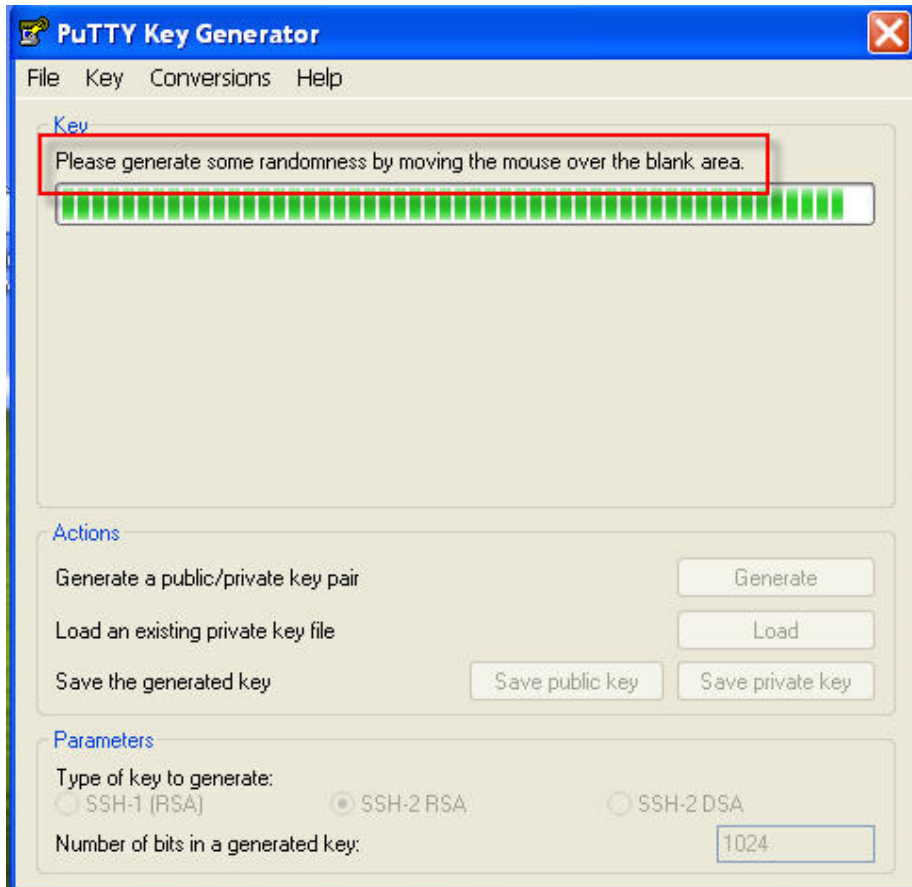 PuTTY Key Generator
File Key Conversions Help
Key
Please generate some randomness by moving the mouse over the blank area.
Actions
Generate a public/private key pair Generate
Load an existing private key file Load
Save the generated key Save public key Save private key
Parameters
Type of key to generate:
SSH-1 (RSA) SSH-2 RSA SSH-2 DSA
Number of bits in a generated key: 1024